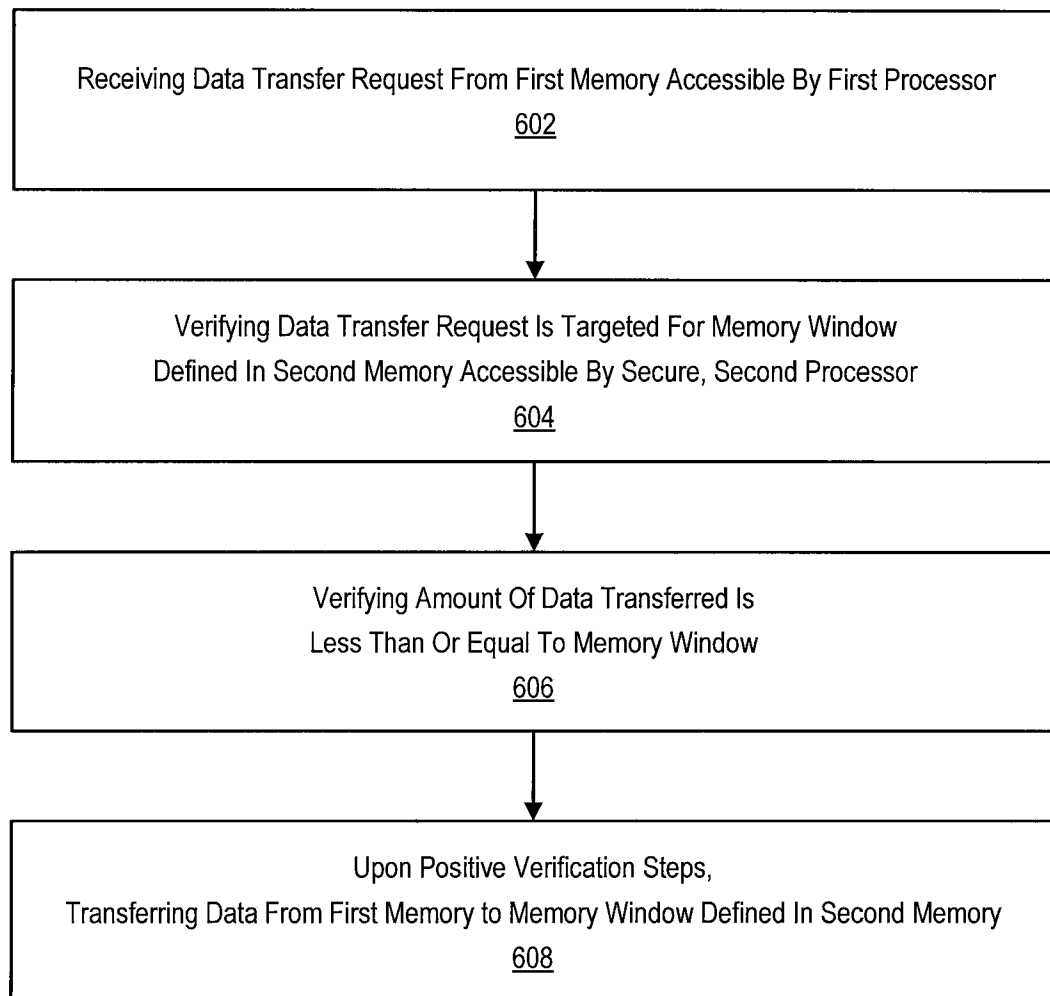 Receiving Data Transfer Request From First Memory Accessible By First Processor
602
Verifying Data Transfer Request Is Targeted For Memory Window
Defined In Second Memory Accessible By Secure, Second Processor
604
Verifying Amount Of Data Transferred Is
Less Than Or Equal To Memory Window
606
Upon Positive Verification Steps,
Transferring Data From First Memory to Memory Window Defined In Second Memory
608